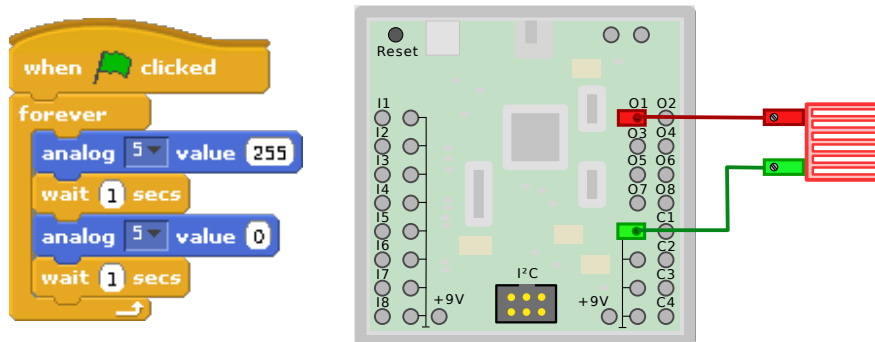 when clicked
forever
analog 5 value 255
wait 1 secs
analog 5 value 0
wait 1 secs
Reset
I1
I2
I3
I4
I5
I6
I7
I8
+9V
I²C
O1 O2
O3 O4
O5 O6
O7 O8
C1
C2
C3
+9V
C4